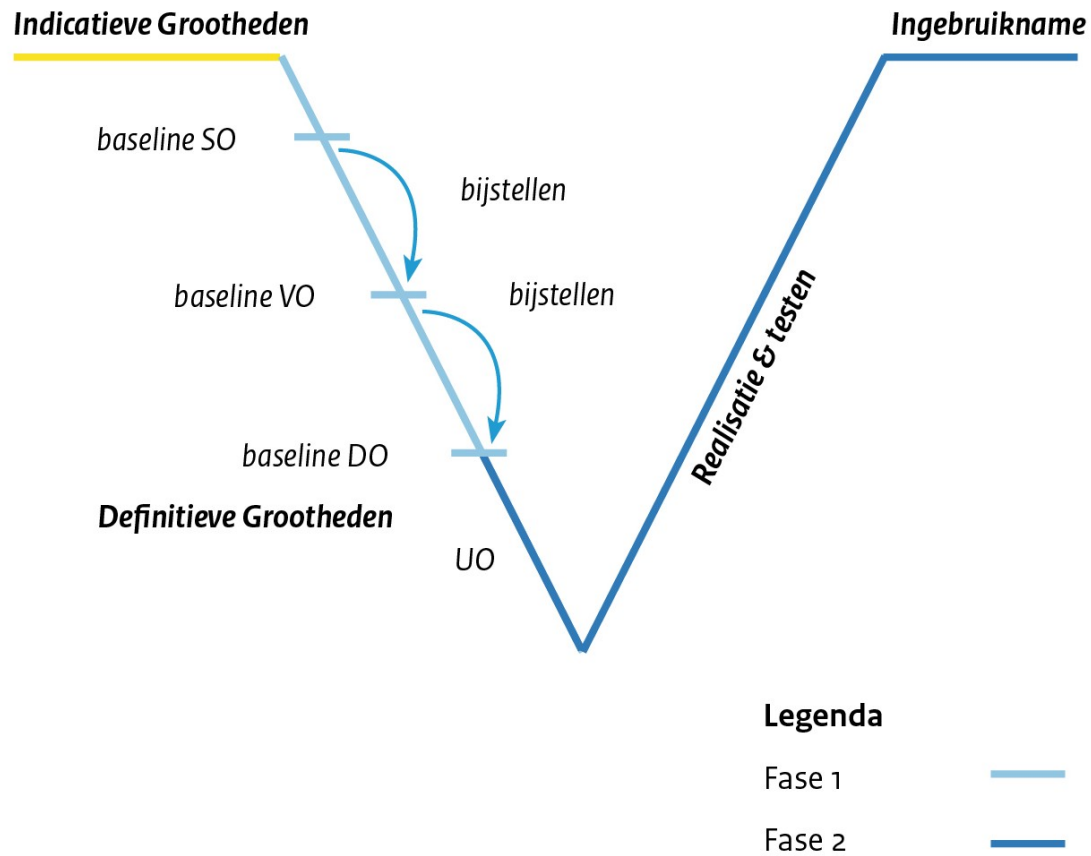 Indicatieve Grootheden
Ingebruikname
baseline SO
bijstellen
baseline VO
bijstellen
Realisatie & testen
baseline DO
Definitieve Grootheden
UO
Legenda
Fase 1
Fase 2